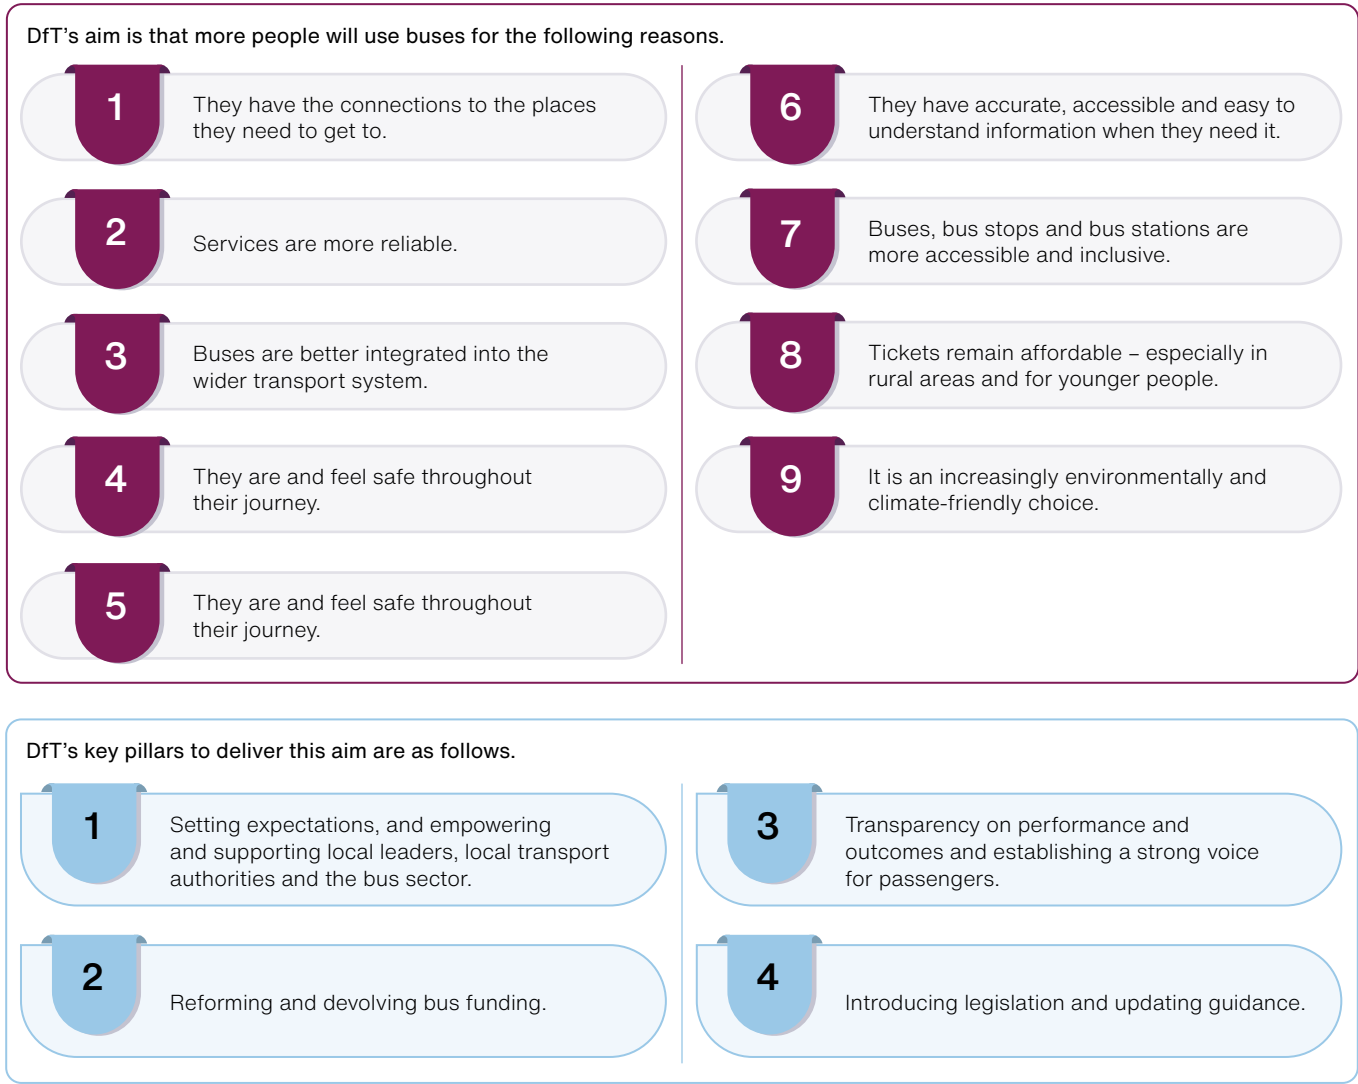 DfT's aim is that more people will use buses for the following reasons.
1
They have the connections to the places
they need to get to.
2
Services are more reliable.
3
Buses are better integrated into the
wider transport system.
4
They are and feel safe throughout
their journey.
5
They are and feel safe throughout
their journey.
6
They have accurate, accessible and easy to
understand information when they need it.
7
Buses, bus stops and bus stations are
more accessible and inclusive.
8
Tickets remain affordable – especially in
rural areas and for younger people.
9
It is an increasingly environmentally and
climate-friendly choice.
DfT's key pillars to deliver this aim are as follows.
1
Setting expectations, and empowering
and supporting local leaders, local transport
authorities and the bus sector.
2
Reforming and devolving bus funding.
3
Transparency on performance and
outcomes and establishing a strong voice
for passengers.
4
Introducing legislation and updating guidance.